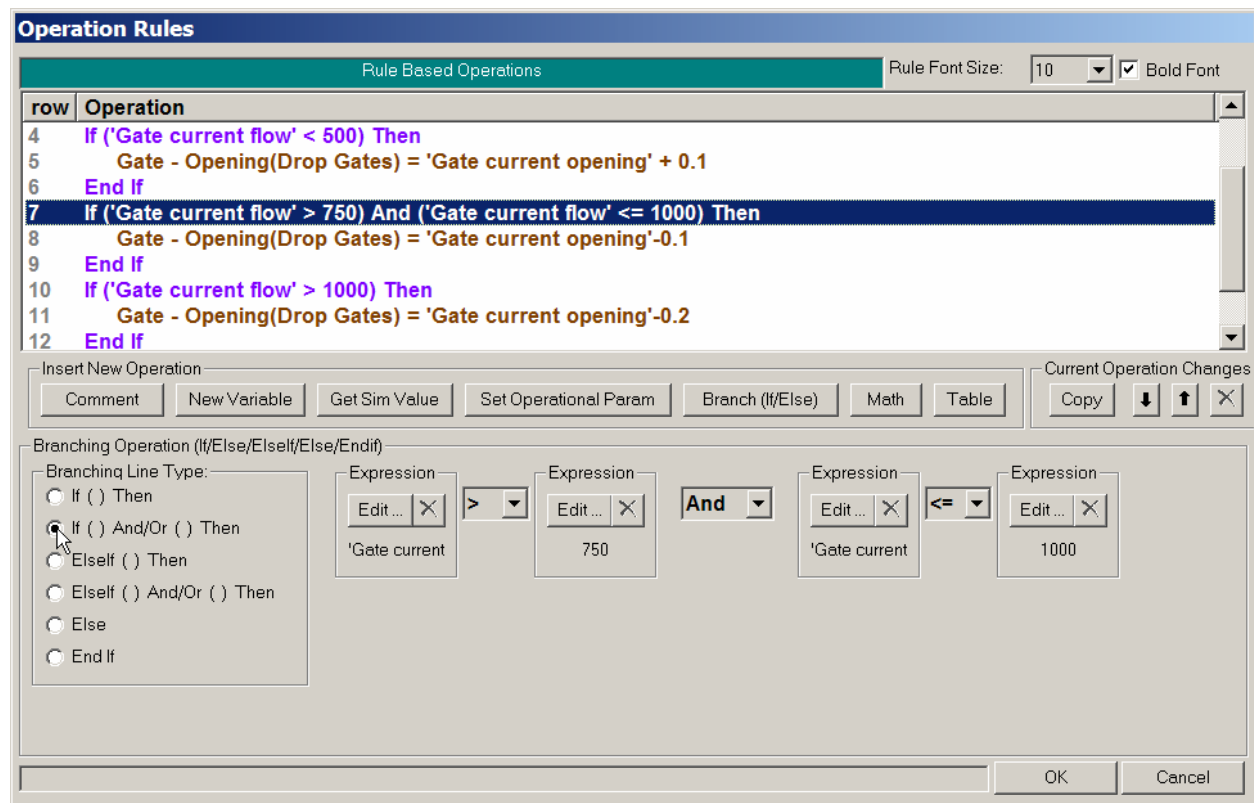 Operation Rules
Rule Based Operations Rule Font Size: 10 Bold Font
row Operation
4 If ('Gate current flow' < 500) Then
5 Gate - Opening(Drop Gates) = 'Gate current opening' + 0.1
6 End If
7 If ('Gate current flow' > 750) And ('Gate current flow' <= 1000) Then
8 Gate - Opening(Drop Gates) = 'Gate current opening'-0.1
9 End If
10 If ('Gate current flow' > 1000) Then
11 Gate - Opening(Drop Gates) = 'Gate current opening'-0.2
12 End If
Insert New Operation Current Operation Changes
Comment New Variable Get Sim Value Set Operational Param Branch (If/Else) Math Table Copy
Branching Operation (If/Else/ElseIf/Else/Endif)
Branching Line Type: Expression Expression Expression Expression
If ( ) Then
Edit ... > Edit ... And Edit ... <= Edit ...
If ( ) And/Or ( ) Then
'Gate current 750 'Gate current 1000
ElseIf ( ) Then
ElseIf ( ) And/Or ( ) Then
Else
End If
OK Cancel